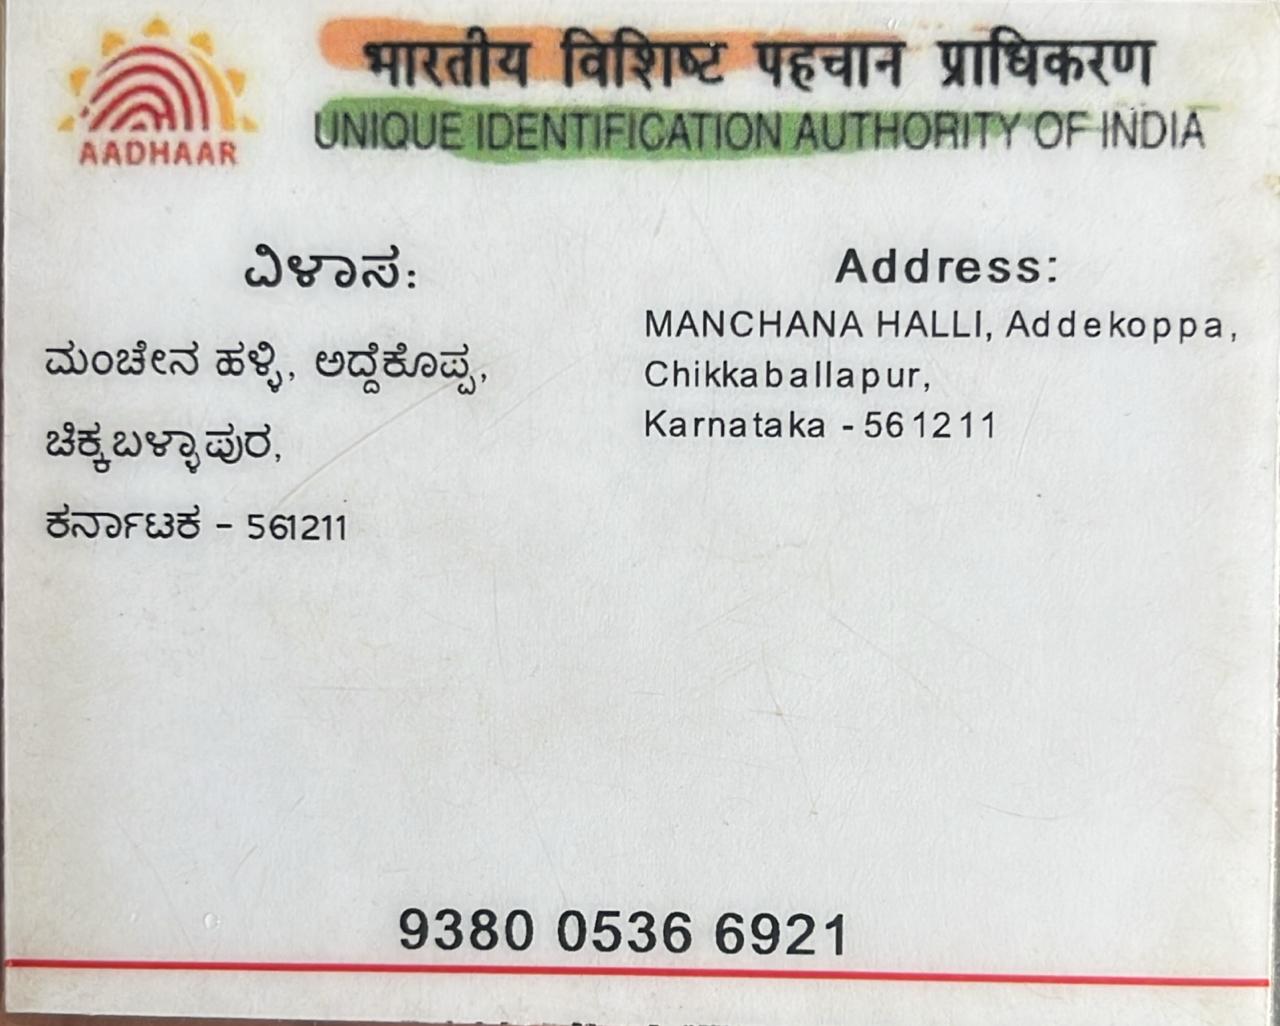 भारतीय विशिष्ट पहचान प्राधिकरण
UNIQUE IDENTIFICATION AUTHORITY OF INDIA
AADHAAR
ವಿಳಾಸ:
ಮಂಚೇನ ಹಳ್ಳಿ, ಅದ್ದೆಕೊಪ್ಪ,
ಚಿಕ್ಕಬಳ್ಳಾಪುರ,
ಕರ್ನಾಟಕ - 561211
Address:
MANCHANA HALLI, Addekoppa,
Chikkaballapur,
Karnataka - 561211
9380 0536 6921